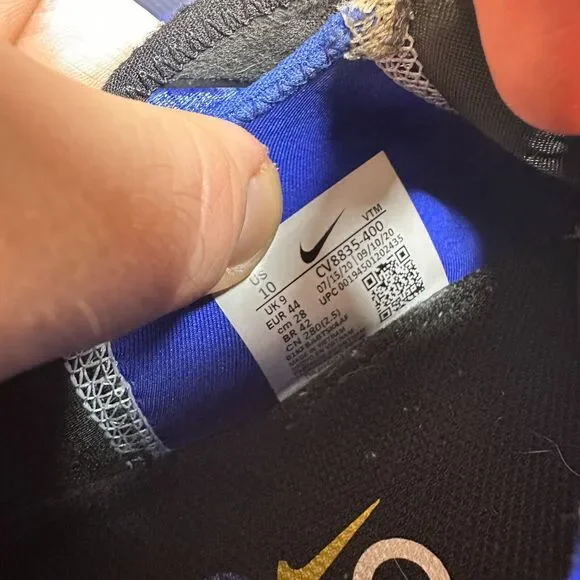 VTM
CV8835-400
07/15/20 | 09/10/20
UPC 00194501202435
US
10
UK 9
EUR 44
cm 28
BR 42
CN 280(2.5)